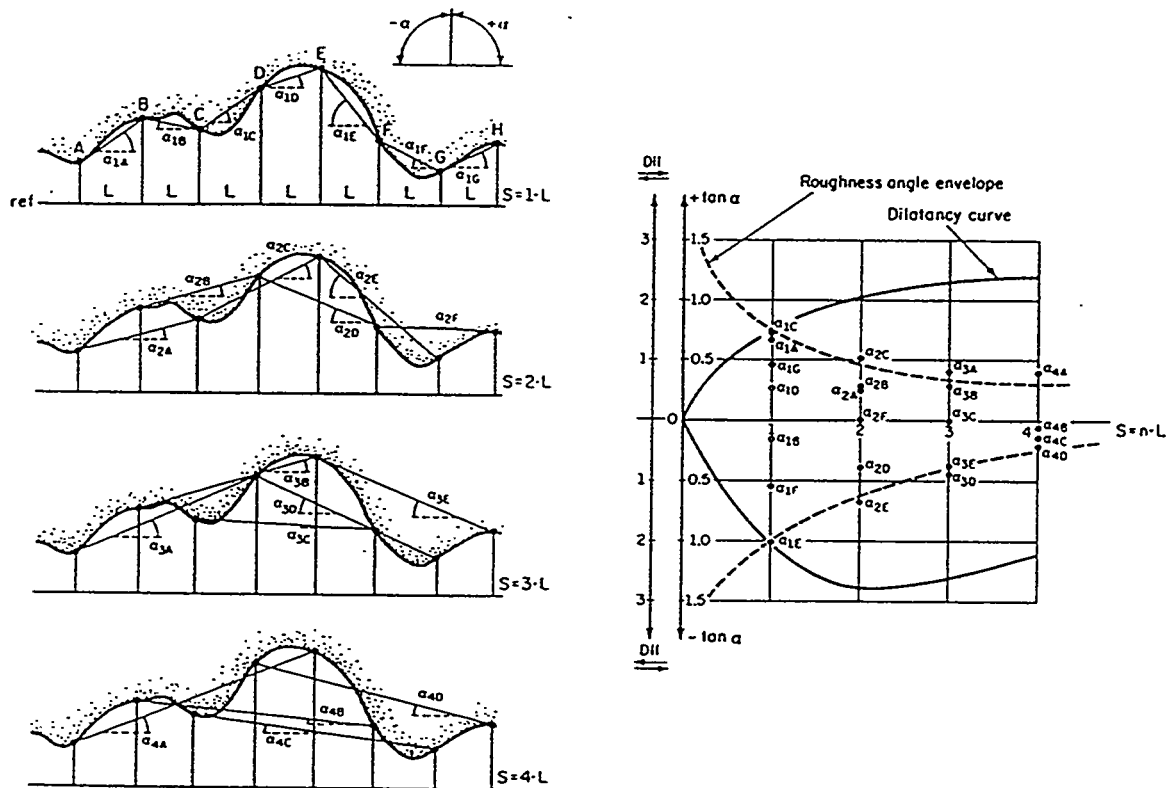 -α +α
A B C D E F G H
α1A α1B α1C α1D α1E α1F α1G
L L L L L L L
ref S=1·L
α2A α2B α2C α2D α2E α2F
S=2·L
α3A α3B α3C α3D α3E
S=3·L
α4A α4B α4C α4D
S=4·L
Dil
+ tan α
Roughness angle envelope
Dilatancy curve
3 1.5
2 1.0
α1C
α1A α2C
1 0.5 α3A α4A
α1G α2B
α1D α2A α3B
0 α2F α3C α4B
2 3 4 S=n·L
α1B α4C
α4D
α2D α3E
1 0.5 α3D
α1F α2E
2 1.0 α1E
3 1.5
- tan α
Dil